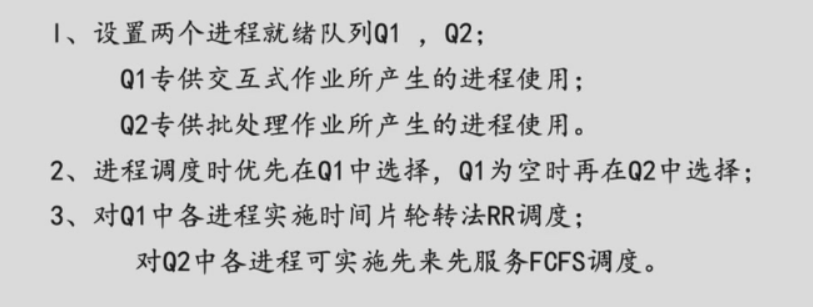 1、设置两个进程就绪队列Q1 ，Q2;
Q1专供交互式作业所产生的进程使用;
Q2专供批处理作业所产生的进程使用。
2、进程调度时优先在Q1中选择，Q1为空时再在Q2中选择;
3、对Q1中各进程实施时间片轮转法RR调度;
对Q2中各进程可实施先来先服务FCFS调度。